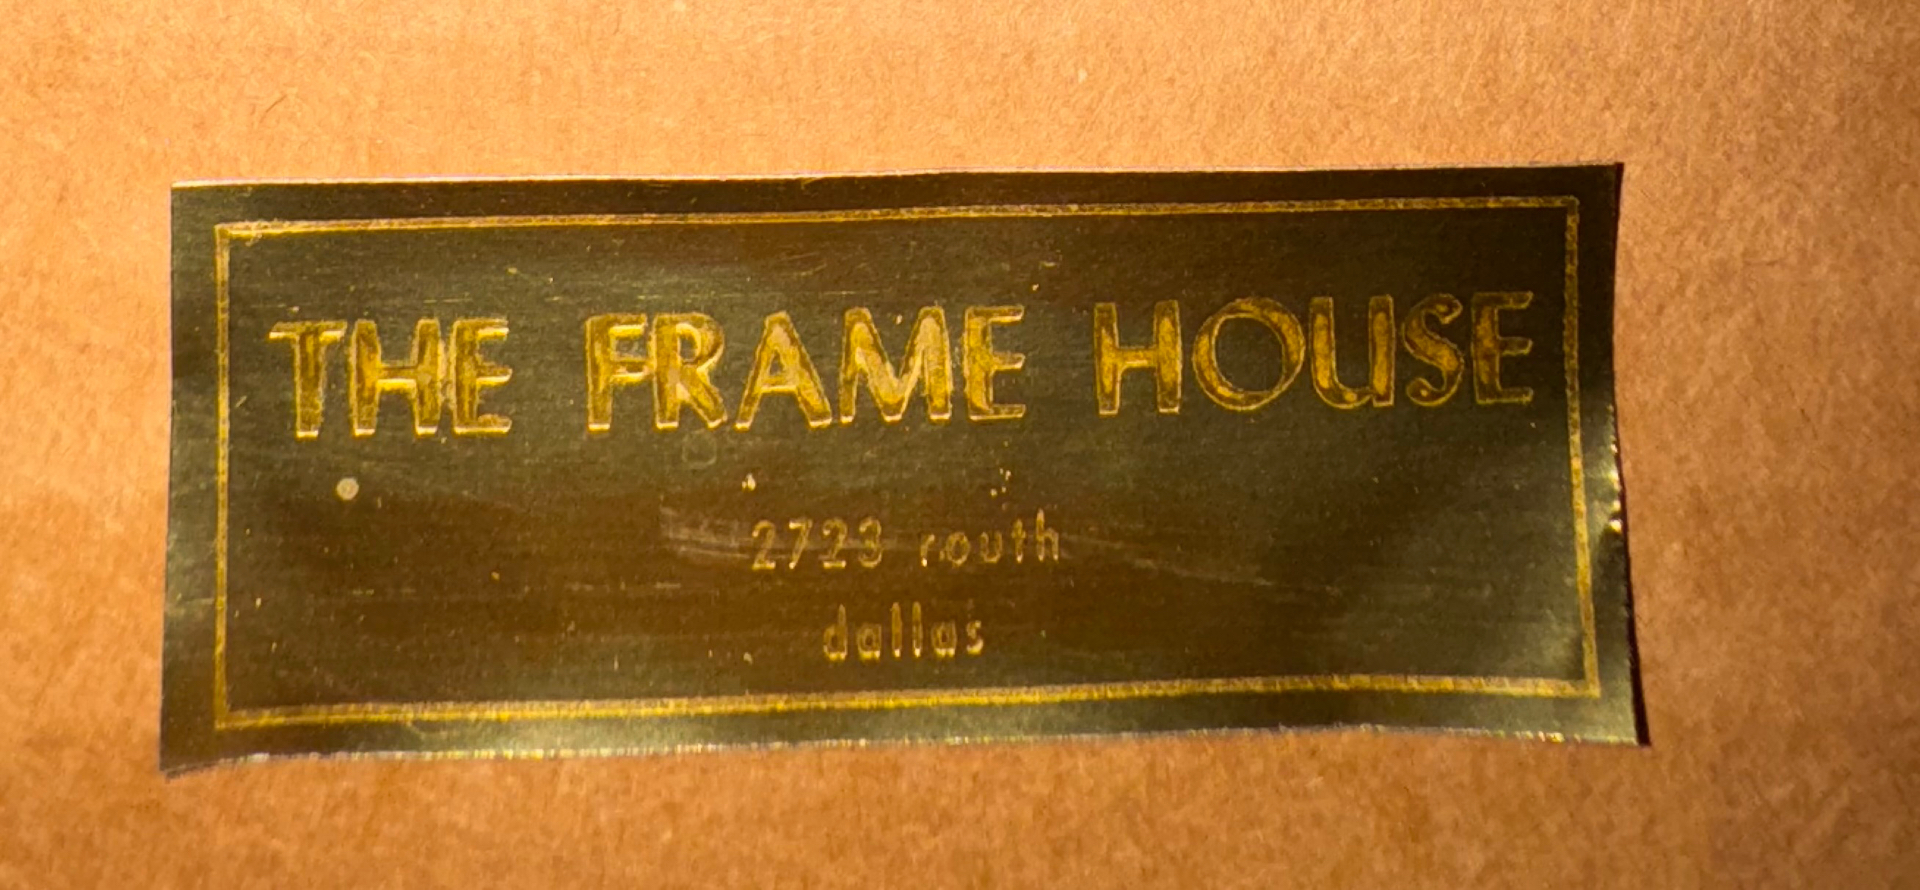 THE FRAME HOUSE
2723 routh
dallas